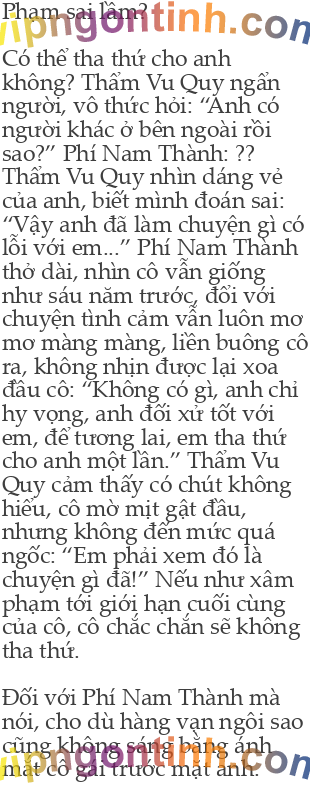 Phạm sai lầm?
vipngontinh.com
Có thể tha thứ cho anh
không? Thẩm Vu Quy ngẩn
người, vô thức hỏi: “Anh có
người khác ở bên ngoài rồi
sao?” Phí Nam Thành: ??
Thẩm Vu Quy nhìn dáng vẻ
của anh, biết mình đoán sai:
“Vậy anh đã làm chuyện gì có
lỗi với em...” Phí Nam Thành
thở dài, nhìn cô vẫn giống
như sáu năm trước, đối với
chuyện tình cảm vẫn luôn mơ
mơ màng màng, liền buông cô
ra, không nhịn được lại xoa
đầu cô: “Không có gì, anh chỉ
hy vọng, anh đối xử tốt với
em, để tương lai, em tha thứ
cho anh một lần.” Thẩm Vu
Quy cảm thấy có chút không
hiểu, cô mờ mịt gật đầu,
nhưng không đến mức quá
ngốc: “Em phải xem đó là
chuyện gì đã!” Nếu như xâm
phạm tới giới hạn cuối cùng
của cô, cô chắc chắn sẽ không
tha thứ.
Đối với Phí Nam Thành mà
nói, cho dù hàng vạn ngôi sao
cũng không sáng bằng ánh
mắt cô gái trước mặt anh.
vipngontinh.com